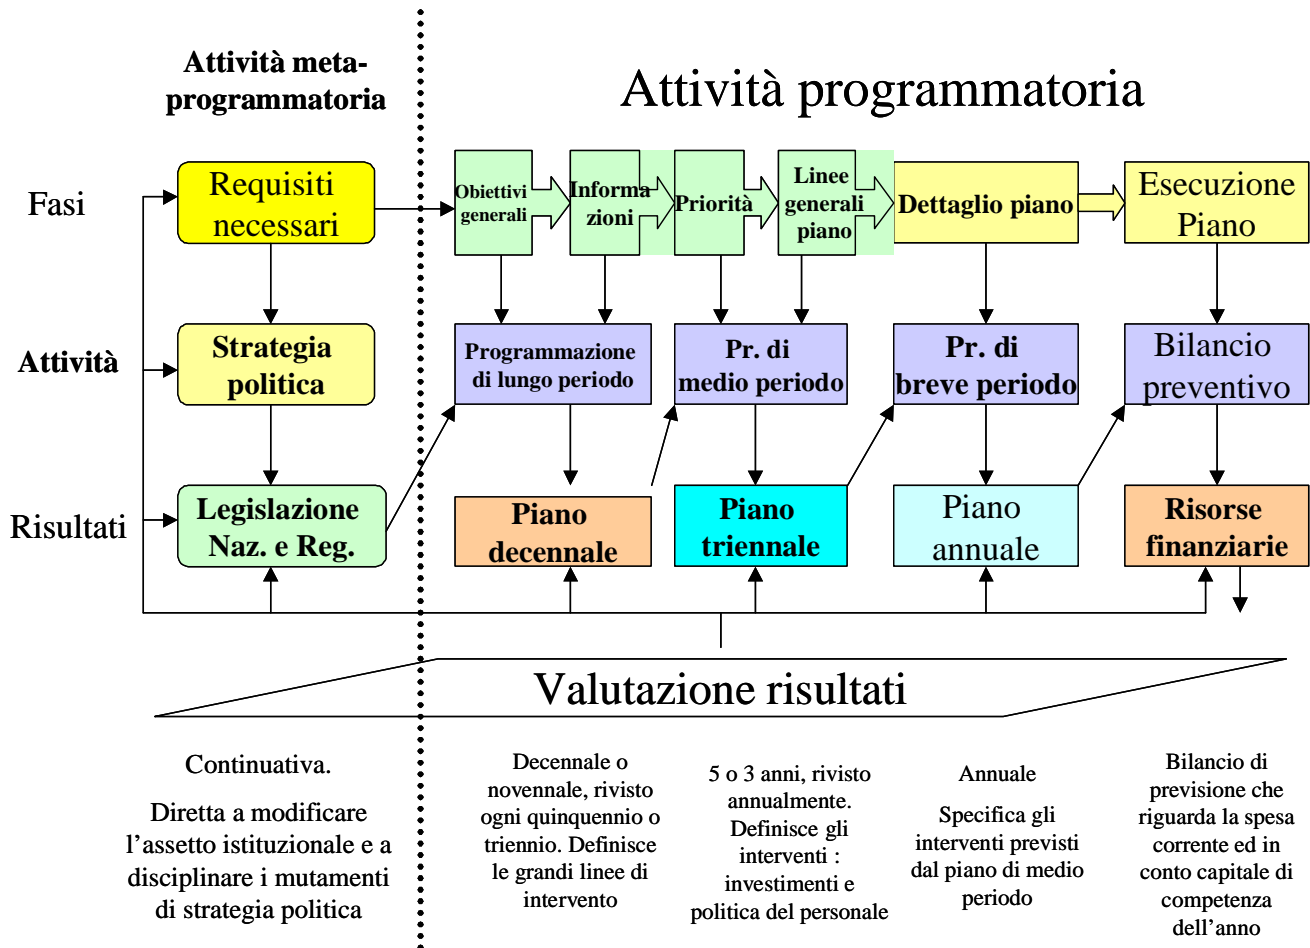 Attività meta-
programmatoria
Attività programmatoria
Fasi
Requisiti
necessari
Obiettivi
generali
Informa
zioni
Priorità
Linee
generali
piano
Dettaglio piano
Esecuzione
Piano
Attività
Strategia
politica
Programmazione
di lungo periodo
Pr. di
medio periodo
Pr. di
breve periodo
Bilancio
preventivo
Risultati
Legislazione
Naz. e Reg.
Piano
decennale
Piano
triennale
Piano
annuale
Risorse
finanziarie
Valutazione risultati
Continuativa.
Diretta a modificare
l’assetto istituzionale e a
disciplinare i mutamenti
di strategia politica
Decennale o
novennale, rivisto
ogni quinquennio o
triennio. Definisce
le grandi linee di
intervento
5 o 3 anni, rivisto
annualmente.
Definisce gli
interventi :
investimenti e
politica del personale
Annuale
Specifica gli
interventi previsti
dal piano di medio
periodo
Bilancio di
previsione che
riguarda la spesa
corrente ed in
conto capitale di
competenza
dell’anno